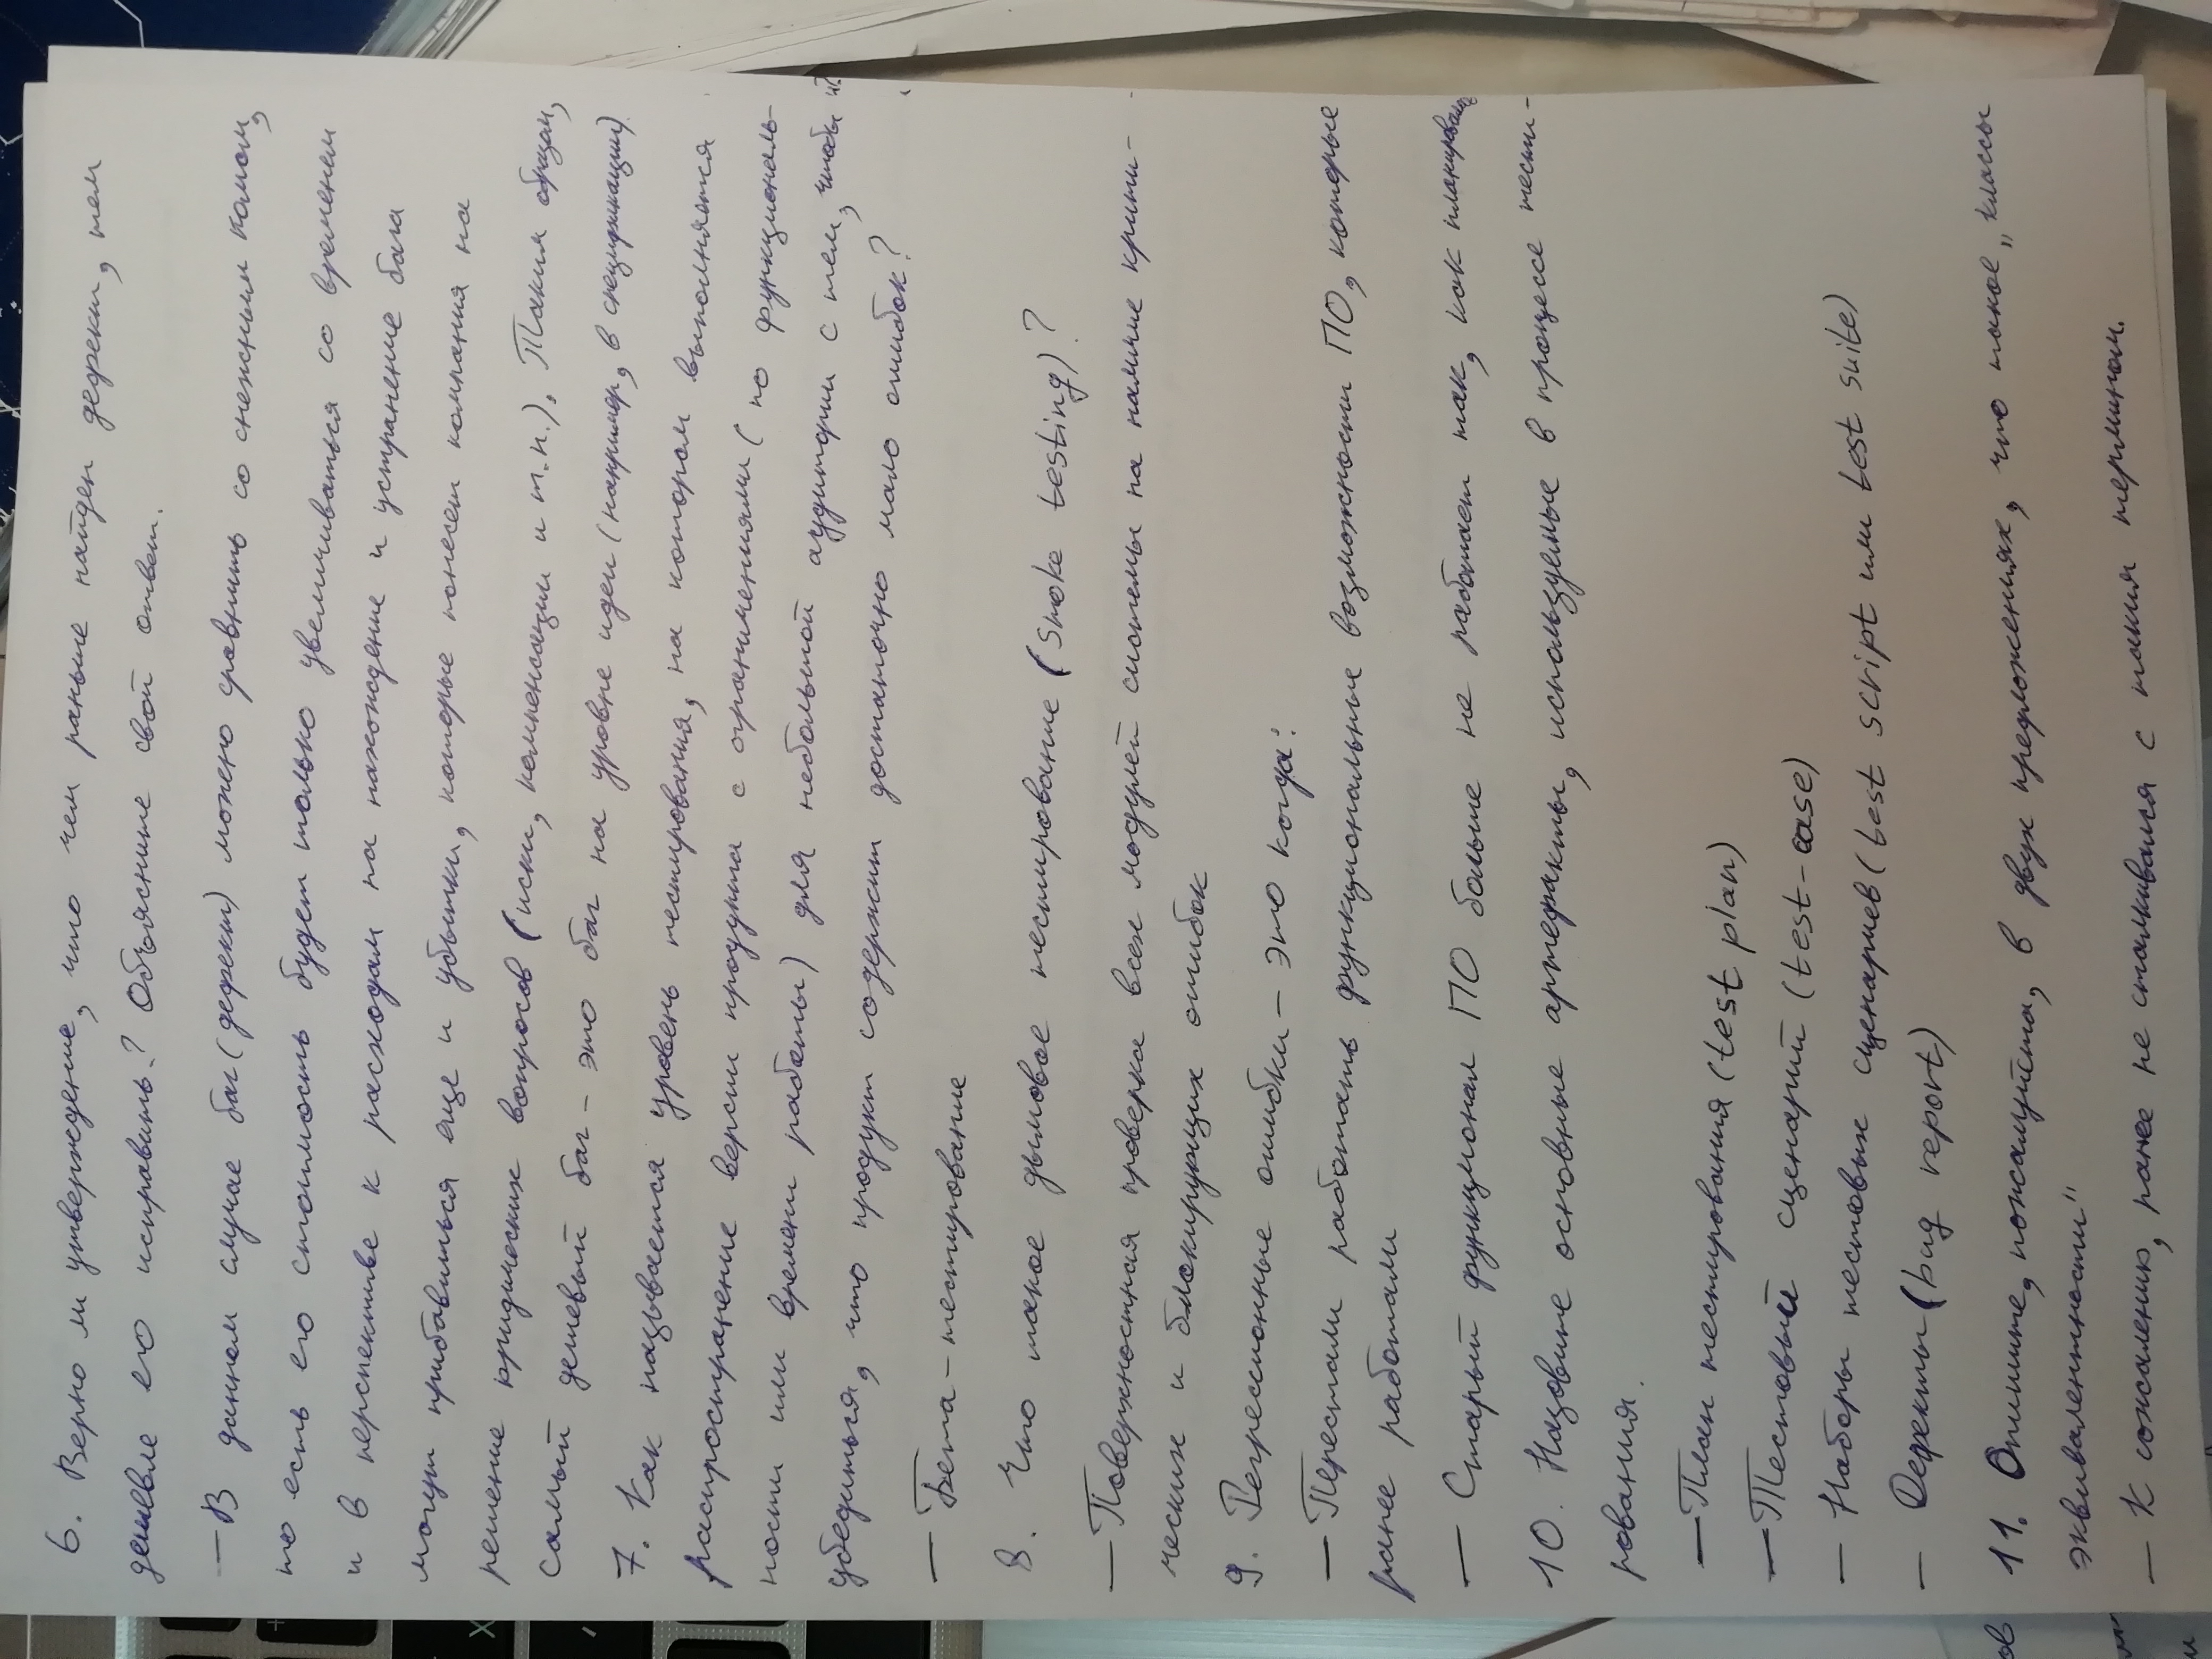 6. Верно ли утверждение, что чем раньше найден дефект, тем
дешевле его исправить? Объясните свой ответ.
— В данном случае баг (дефект) можно сравнить со снежным комом,
то есть его стоимость будет только увеличиваться со временем
и в перспективе к расходам на нахождение и устранение бага
могут прибавиться еще и убытки, которые понесет компания на
решение юридических вопросов (иски, компенсации и т.п.). Таким образом,
самый дешевый баг – это баг на уровне идеи (например, в спецификации).
7. Как называется уровень тестирования, на котором выполняется
распространение версии продукта с ограничениями (по функциональ-
ности или времени работы) для небольшой аудитории с тем, чтобы
убедиться, что продукт содержит достаточно мало ошибок?
— Бета-тестирование
8. Что такое дымовое тестирование (Smoke testing)?
— Поверхностная проверка всех модулей системы на наличие крити-
ческих и блокирующих ошибок
9. Регрессионные ошибки – это когда:
— Перестали работать функциональные возможности ПО, которые
ранее работали
— Старый функционал ПО больше не работает так, как
10. Назовите основные артефакты, используемые в процессе тести-
рования.
— План тестирования (test plan)
— Тестовый сценарий (test-case)
— Наборы тестовых сценариев (test script или test suite)
— Дефекты (bug report)
11. Опишите, пожалуйста, в двух предложениях, что такое „классы
эквивалентности"
— К сожалению, ранее не сталкивался с таким термином.